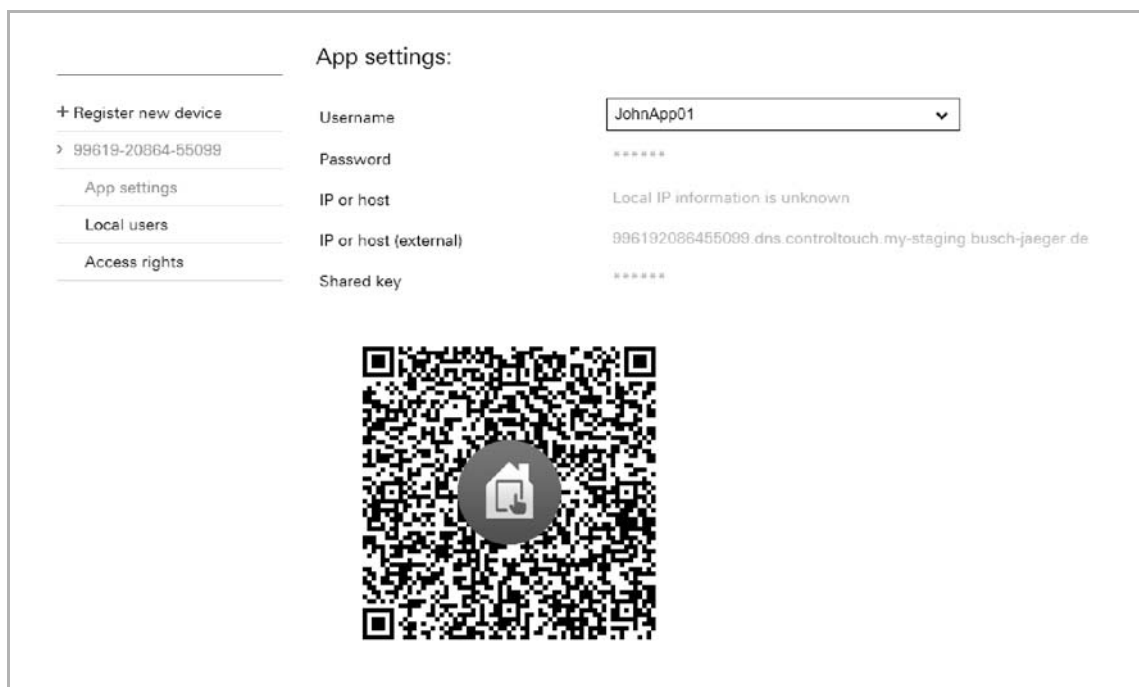 App settings:
+ Register new device
> 99619-20864-55099
App settings
Local users
Access rights
Username
JohnApp01
Password
******
IP or host
Local IP information is unknown
IP or host (external)
996192086455099.dns.controltouch.my-staging.busch-jaeger.de
Shared key
******